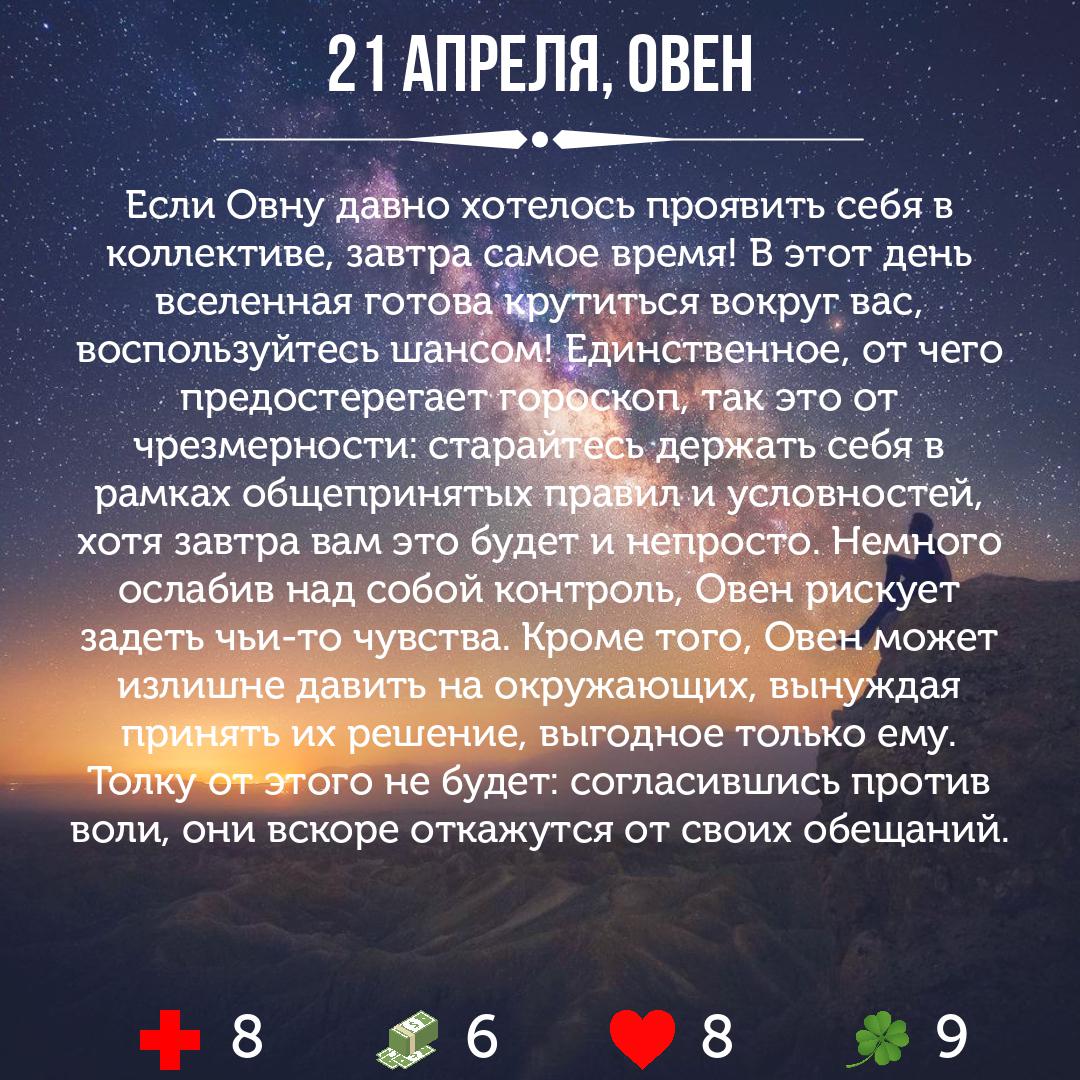 21 АПРЕЛЯ, ОВЕН
Если Овну давно хотелось проявить себя в
коллективе, завтра самое время! В этот день
вселенная готова крутиться вокруг вас,
воспользуйтесь шансом! Единственное, от чего
предостерегает гороскоп, так это от
чрезмерности: старайтесь держать себя в
рамках общепринятых правил и условностей,
хотя завтра вам это будет и непросто. Немного
ослабив над собой контроль, Овен рискует
задеть чьи-то чувства. Кроме того, Овен может
излишне давить на окружающих, вынуждая
принять их решение, выгодное только ему.
Толку от этого не будет: согласившись против
воли, они вскоре откажутся от своих обещаний.
8 6 8 9